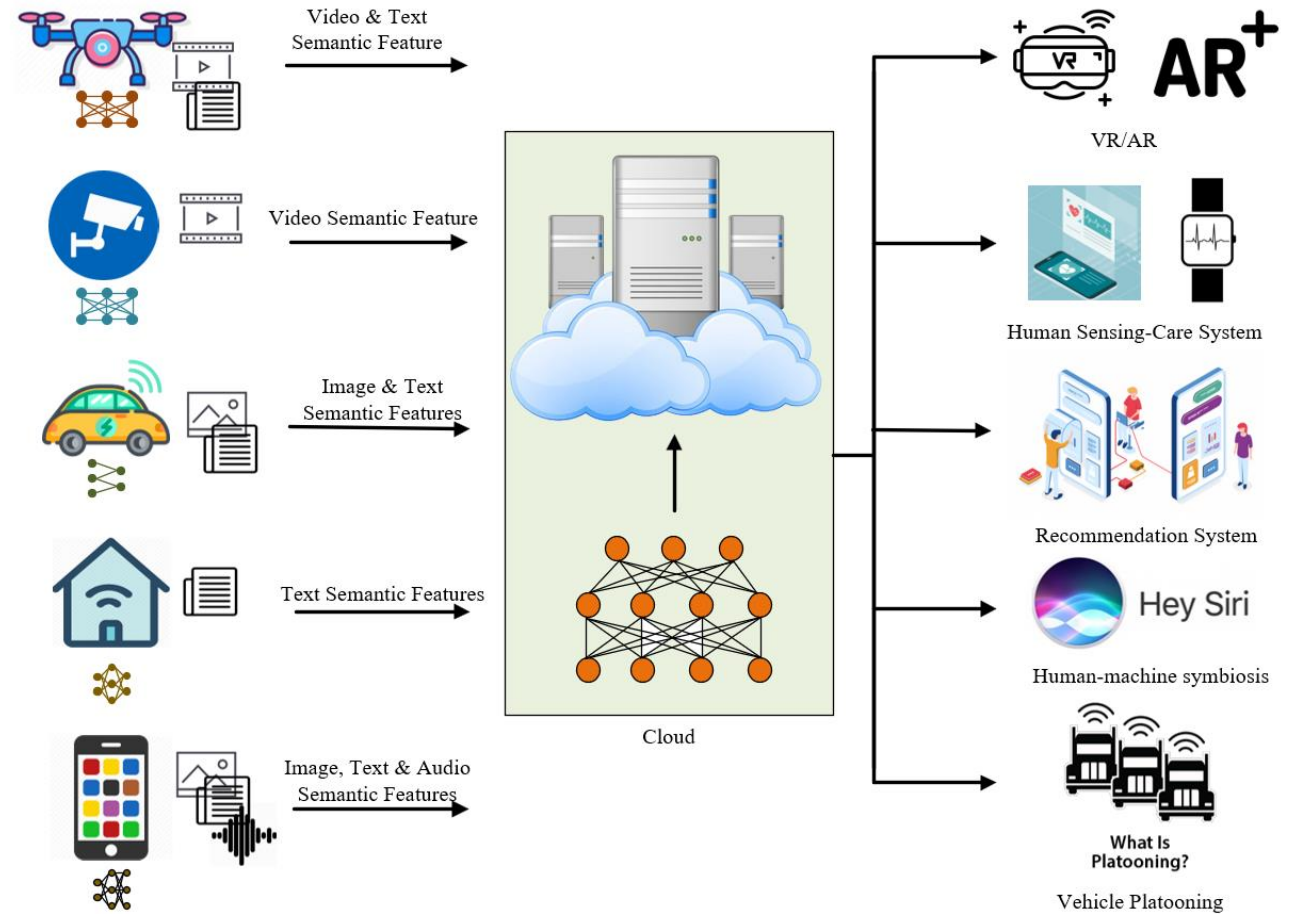 Video & Text
Semantic Feature
Video Semantic Feature
Image & Text
Semantic Features
Text Semantic Features
Image, Text & Audio
Semantic Features
Cloud
VR
AR+
VR/AR
Human Sensing-Care System
Recommendation System
Hey Siri
Human-machine symbiosis
What Is
Platooning?
Vehicle Platooning